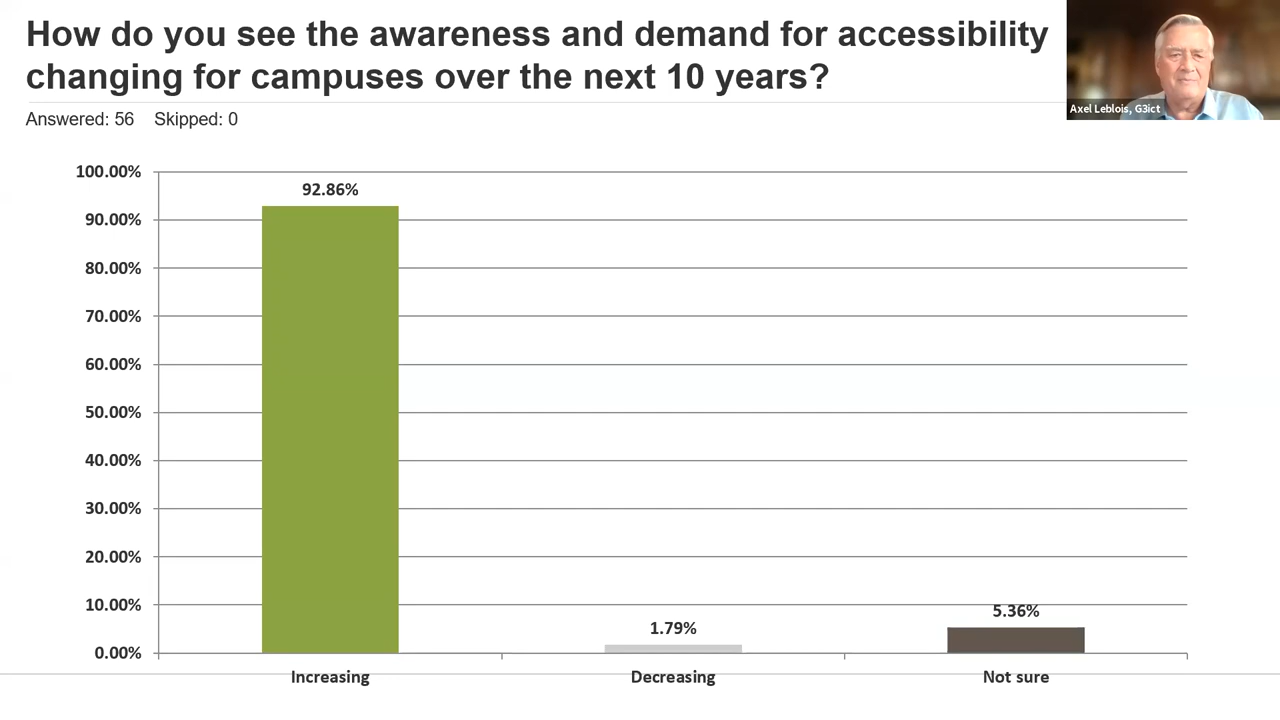 How do you see the awareness and demand for accessibility
changing for campuses over the next 10 years?
Axel Leblois, G3ict
Answered: 56 Skipped: 0
100.00%
90.00%
80.00%
70.00%
60.00%
50.00%
40.00%
30.00%
20.00%
10.00%
0.00%
92.86%
1.79%
5.36%
Increasing Decreasing Not sure